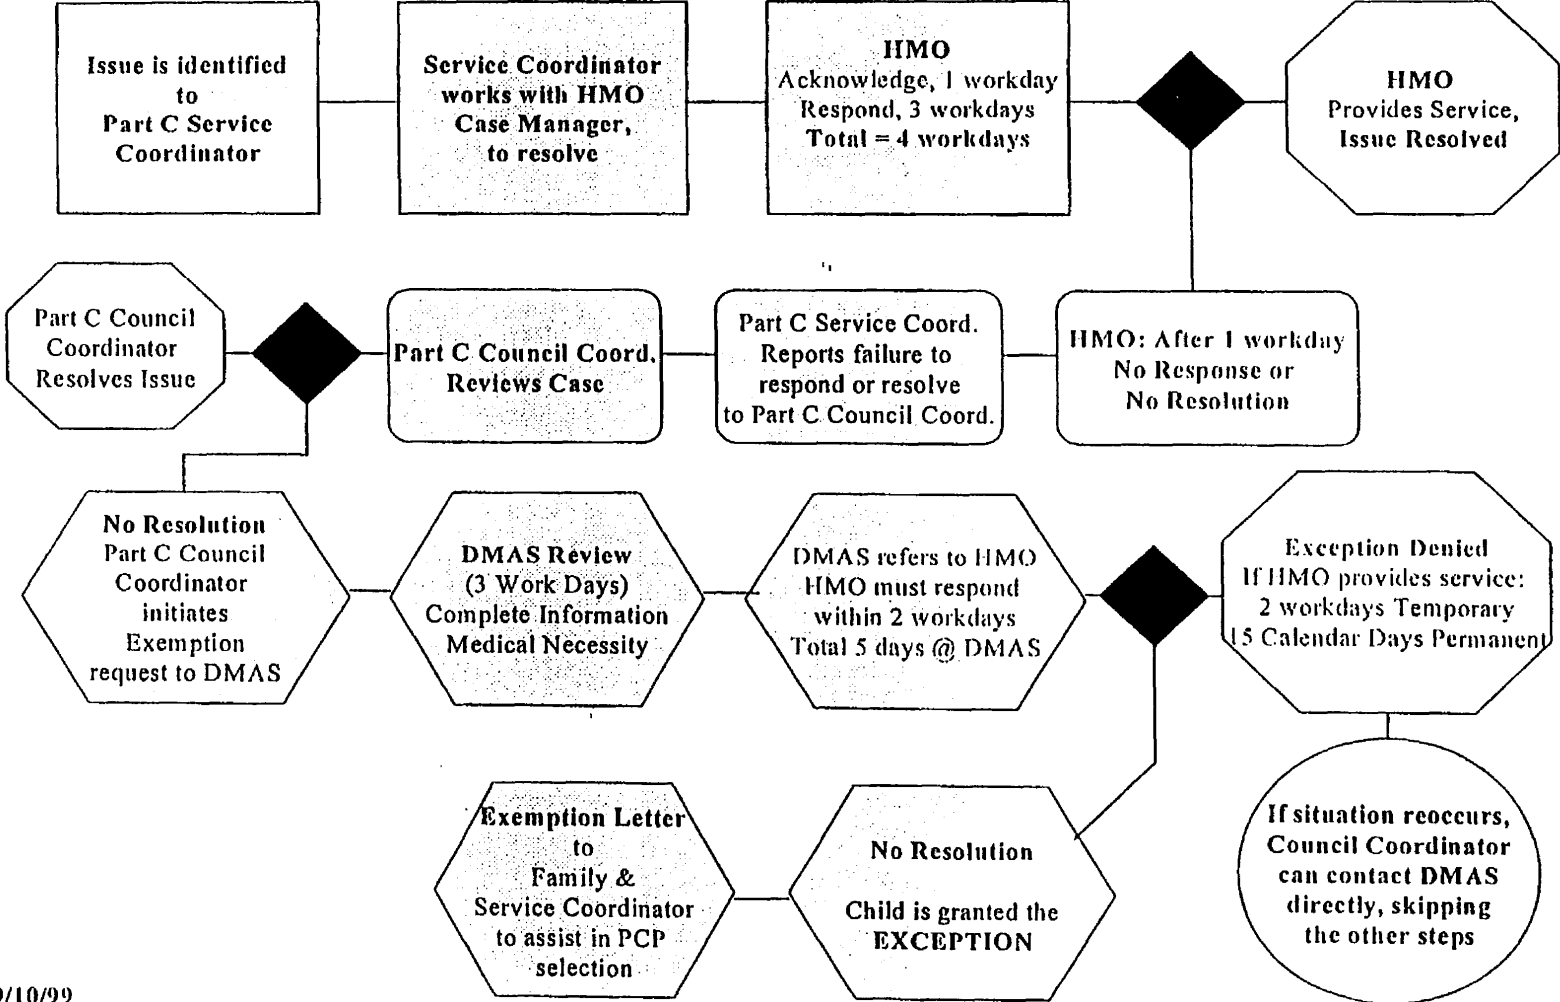 Issue is identified
to
Part C Service
Coordinator
Service Coordinator
works with HMO
Case Manager,
to resolve
HMO
Acknowledge, 1 workday
Respond, 3 workdays
Total = 4 workdays
HMO
Provides Service,
Issue Resolved
Part C Council
Coordinator
Resolves Issue
Part C Council Coord.
Reviews Case
Part C Service Coord.
Reports failure to
respond or resolve
to Part C Council Coord.
HMO: After 1 workday
No Response or
No Resolution
No Resolution
Part C Council
Coordinator
initiates
Exemption
request to DMAS
DMAS Review
(3 Work Days)
Complete Information
Medical Necessity
DMAS refers to HMO
HMO must respond
within 2 workdays
Total 5 days @ DMAS
Exception Denied
If HMO provides service:
2 workdays Temporary
15 Calendar Days Permanent
Exemption Letter
to
Family &
Service Coordinator
to assist in PCP
selection
No Resolution
Child is granted the
EXCEPTION
If situation reoccurs,
Council Coordinator
can contact DMAS
directly, skipping
the other steps
/10/99